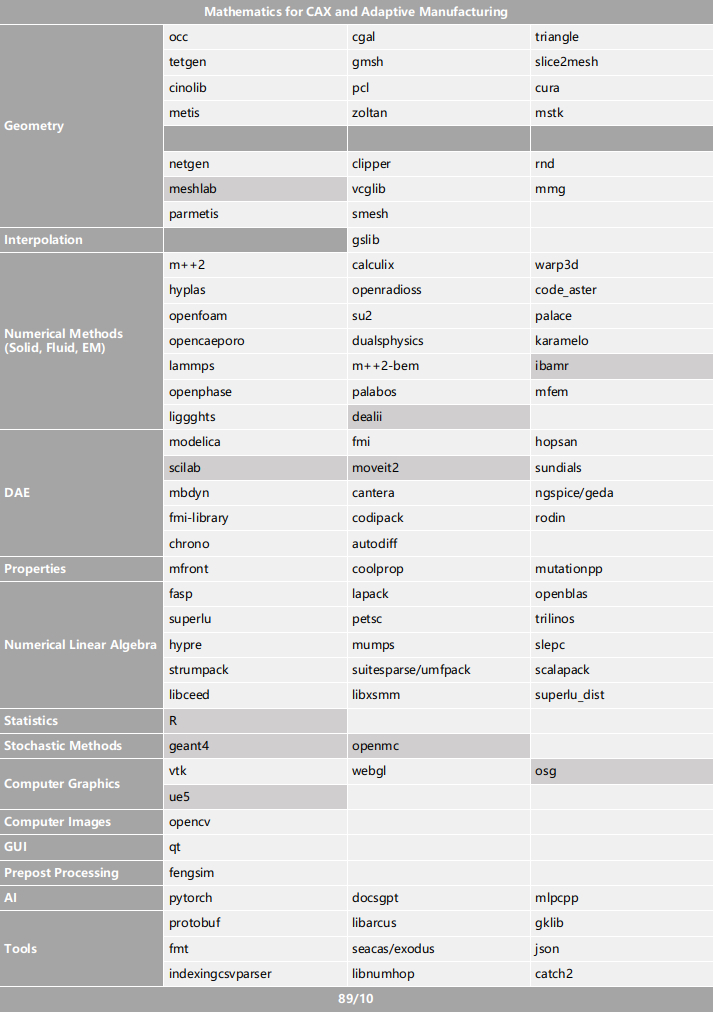 Mathematics for CAX and Adaptive Manufacturing
Geometry
occ cgal triangle
tetgen gmsh slice2mesh
cinolib pcl cura
metis zoltan mstk
netgen clipper rnd
meshlab vcglib mmg
parmetis smesh
Interpolation gslib
Numerical Methods
(Solid, Fluid, EM)
m++2 calculix warp3d
hyplas openradioss code_aster
openfoam su2 palace
opencaeporo dualsphysics karamelo
lammps m++2-bem ibamr
openphase palabos mfem
liggghts dealii
DAE
modelica fmi hopsan
scilab moveit2 sundials
mbdyn cantera ngspice/geda
fmi-library codipack rodin
chrono autodiff
Properties mfront coolprop mutationpp
Numerical Linear Algebra
fasp lapack openblas
superlu petsc trilinos
hypre mumps slepc
strumpack suitesparse/umfpack scalapack
libceed libxsmm superlu_dist
Statistics R
Stochastic Methods geant4 openmc
Computer Graphics
vtk webgl osg
ue5
Computer Images opencv
GUI qt
Prepost Processing fengsim
AI pytorch docsgpt mlpcpp
Tools
protobuf libarcus gklib
fmt seacas/exodus json
indexingcsvparser libnumhop catch2
89/10